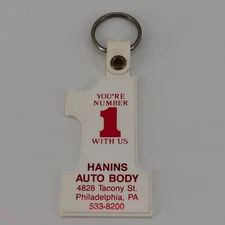 YOU'RE
NUMBER
1
WITH US
HANINS
AUTO BODY
4828 Tacony St.
Philadelphia, PA
533-8200